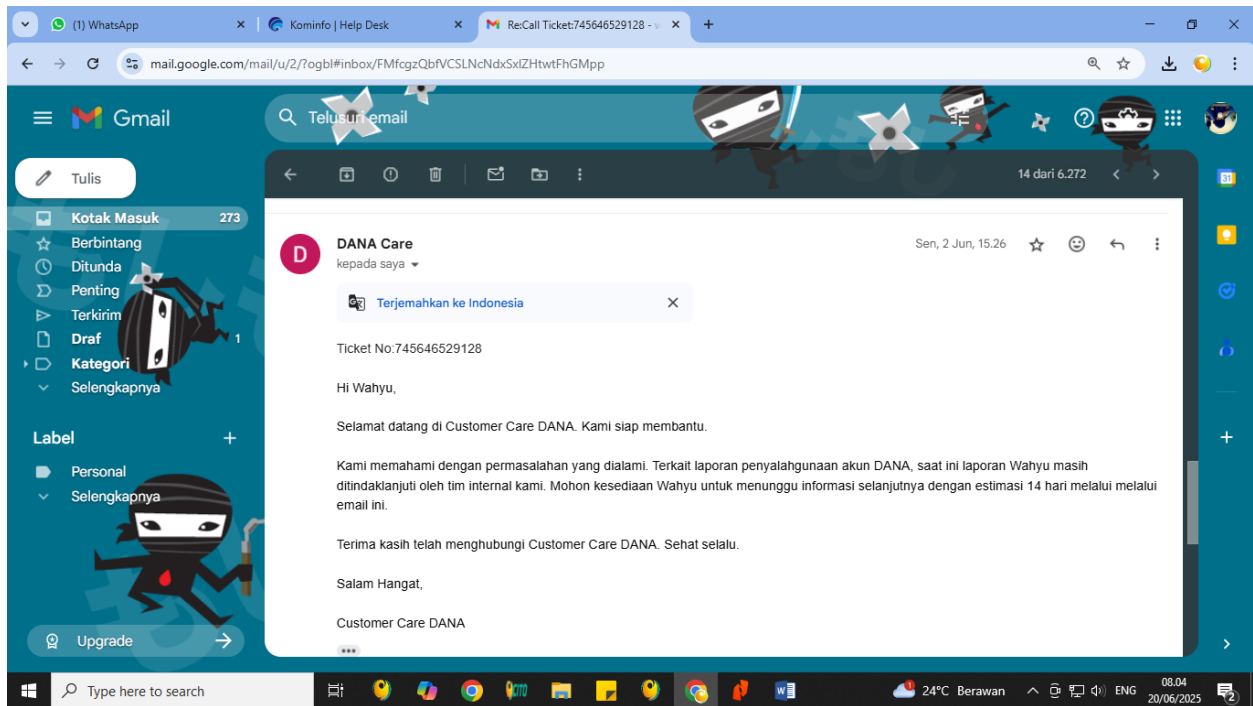 (1) WhatsApp
Kominfo | Help Desk
Re:Call Ticket:745646529128 -
mail.google.com/mail/u/2/?ogbl#inbox/FMfcgzQbfVCSLNcNdxSxlZHtwtFhGMpp
Gmail
Telusuri email
Tulis
14 dari 6.272
31
Kotak Masuk 273
Berbintang
Ditunda
Penting
Terkirim
Draf 1
Kategori
Selengkapnya
Label
Personal
Selengkapnya
Upgrade
D
DANA Care
Sen, 2 Jun, 15.26
kepada saya
Terjemahkan ke Indonesia
Ticket No:745646529128
Hi Wahyu,
Selamat datang di Customer Care DANA. Kami siap membantu.
Kami memahami dengan permasalahan yang dialami. Terkait laporan penyalahgunaan akun DANA, saat ini laporan Wahyu masih
ditindaklanjuti oleh tim internal kami. Mohon kesediaan Wahyu untuk menunggu informasi selanjutnya dengan estimasi 14 hari melalui melalui
email ini.
Terima kasih telah menghubungi Customer Care DANA. Sehat selalu.
Salam Hangat,
Customer Care DANA
Type here to search
24°C Berawan
ENG
08.04
20/06/2025
2